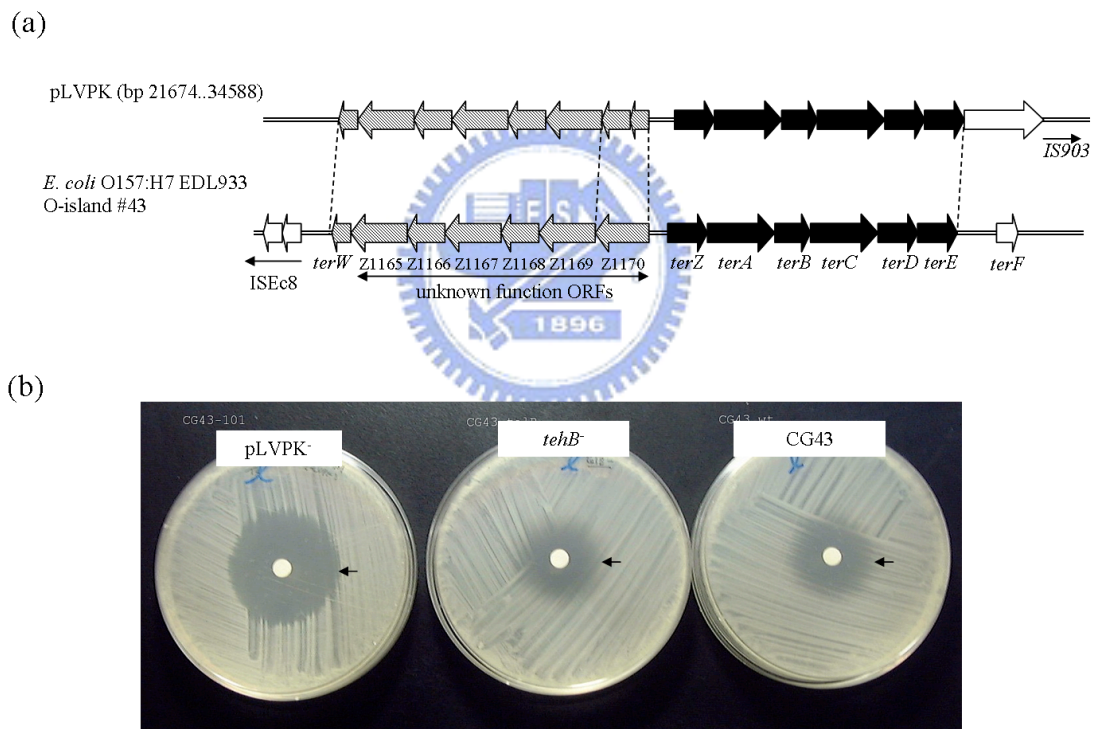 (a)
pLVPK (bp 21674..34588)
IS903
E. coli O157:H7 EDL933
O-island #43
ISEc8
terW Z1165 Z1166 Z1167 Z1168 Z1169 Z1170 terZ terA terB terC terD terE terF
unknown function ORFs
E S
1896
(b)
CG43-101
CG43
CG43 wt
pLVPK-
tehB-
CG43